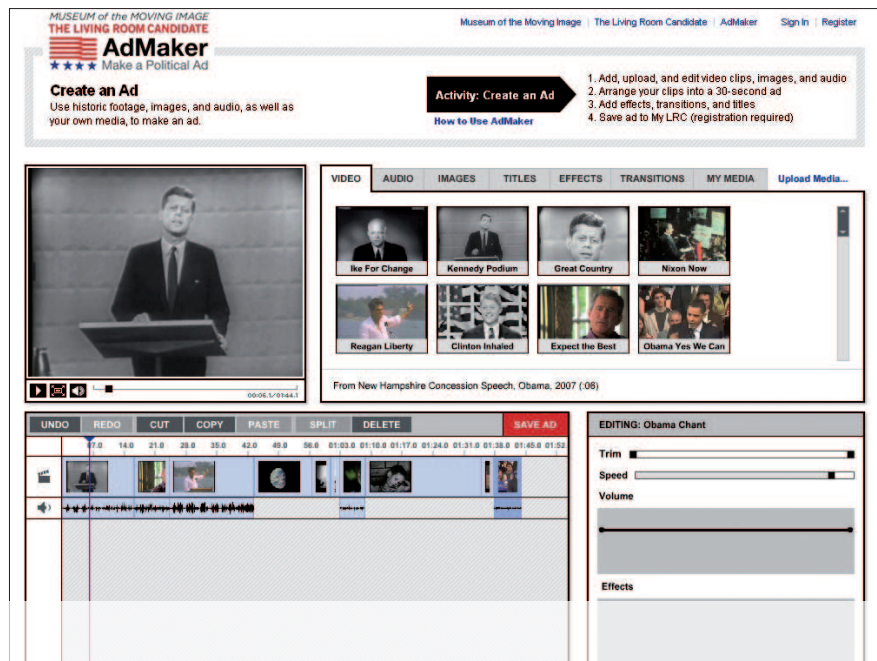 MUSEUM of the MOVING IMAGE
THE LIVING ROOM CANDIDATE
AdMaker
Make a Political Ad
Museum of the Moving Image | The Living Room Candidate | AdMaker Sign In | Register
Create an Ad
Use historic footage, images, and audio, as well as
your own media, to make an ad.
Activity: Create an Ad
How to Use AdMaker
1. Add, upload, and edit video clips, images, and audio
2. Arrange your clips into a 30-second ad
3. Add effects, transitions, and titles
4. Save ad to My LRC (registration required)
VIDEO AUDIO IMAGES TITLES EFFECTS TRANSITIONS MY MEDIA Upload Media...
Ike For Change Kennedy Podium Great Country Nixon Now
Reagan Liberty Clinton Inhaled Expect the Best Obama Yes We Can
From New Hampshire Concession Speech, Obama, 2007 (:06)
00:06.1/01:44.1
UNDO REDO CUT COPY PASTE SPLIT DELETE SAVE AD
07.0 14.0 21.0 28.0 35.0 42.0 49.0 56.0 01:03.0 01:10.0 01:17.0 01:24.0 01:31.0 01:38.0 01:45.0 01:52.
EDITING: Obama Chant
Trim
Speed
Volume
Effects